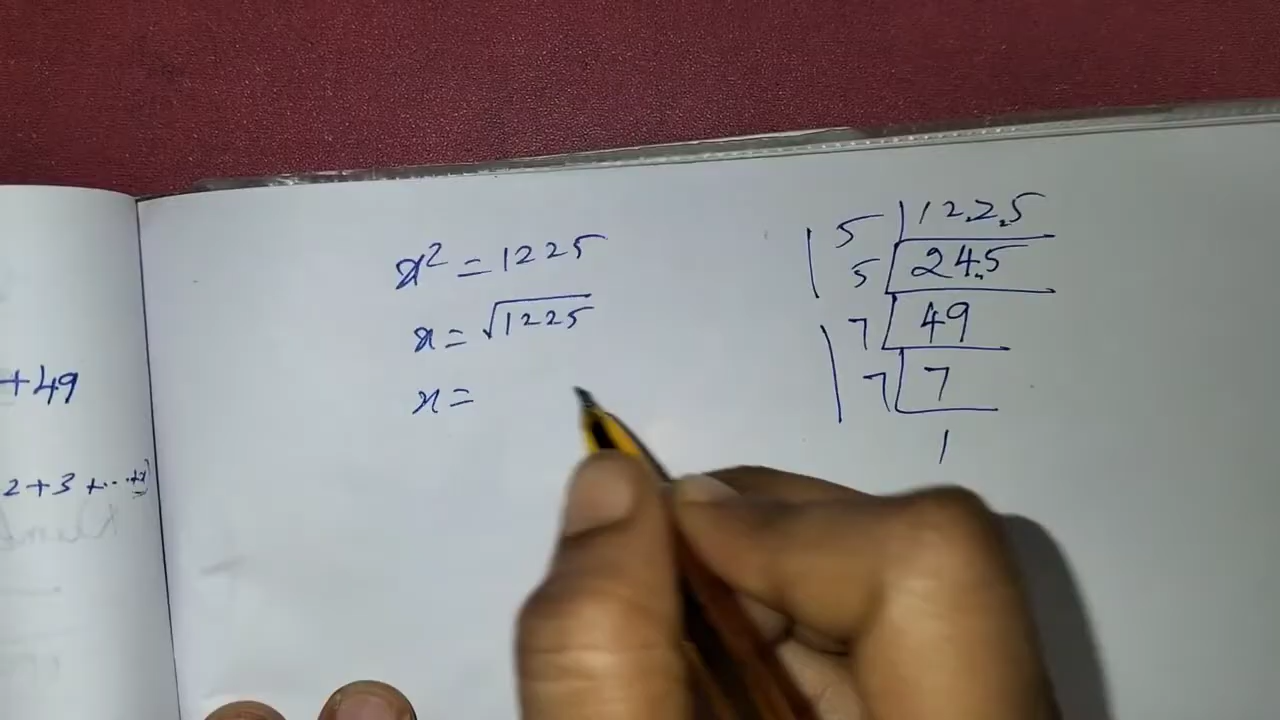 +49
2+3+...+
x² = 1225
x = √1225
x =
5 | 1225
5 | 245
7 | 49
7 | 7
1